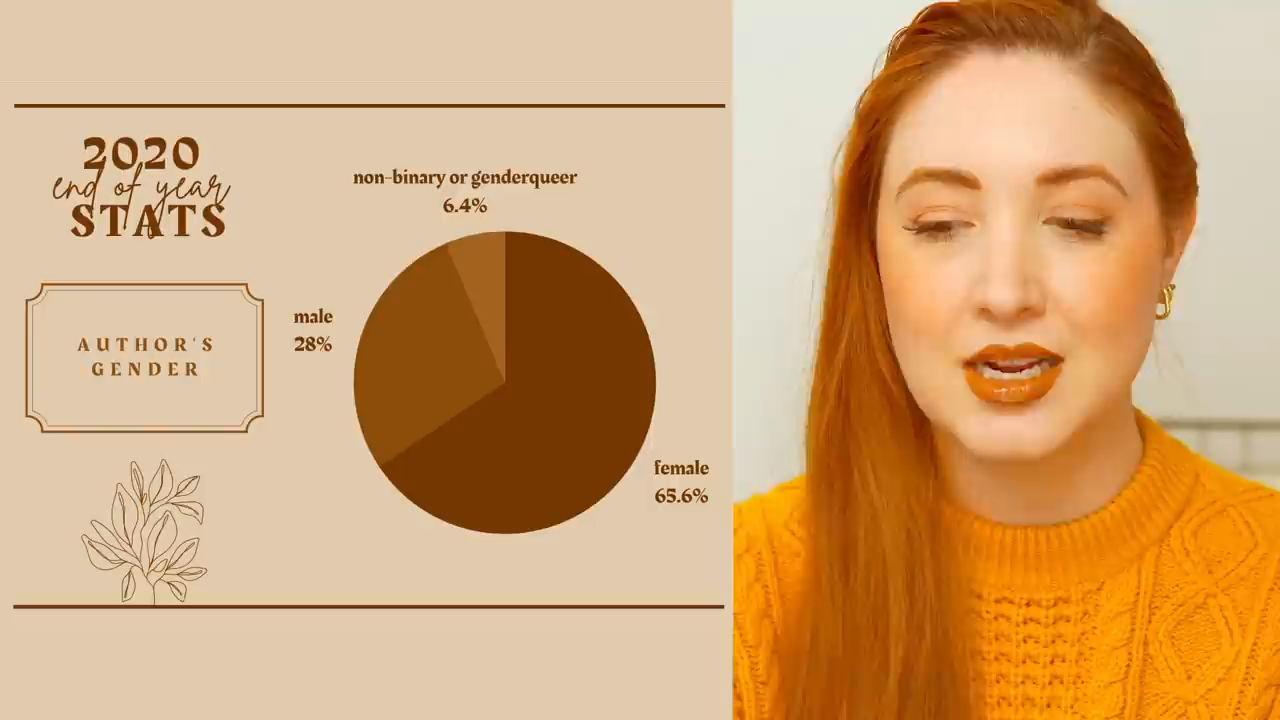 2020
end of year
STATS
AUTHOR'S
GENDER
non-binary or genderqueer
6.4%
male
28%
female
65.6%